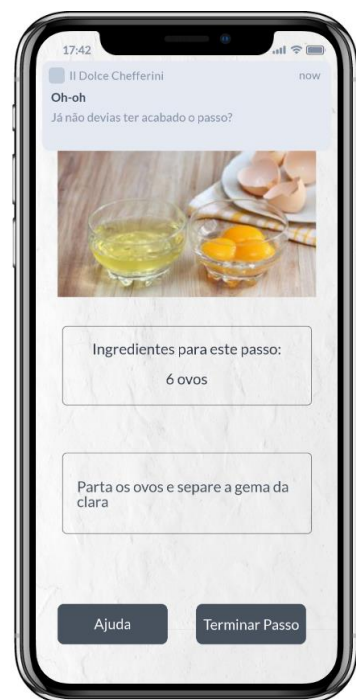 17:42
Il Dolce Chefferini now
Oh-oh
Já não devias ter acabado o passo?
Ingredientes para este passo:
6 ovos
Parta os ovos e separe a gema da
clara
Ajuda Terminar Passo